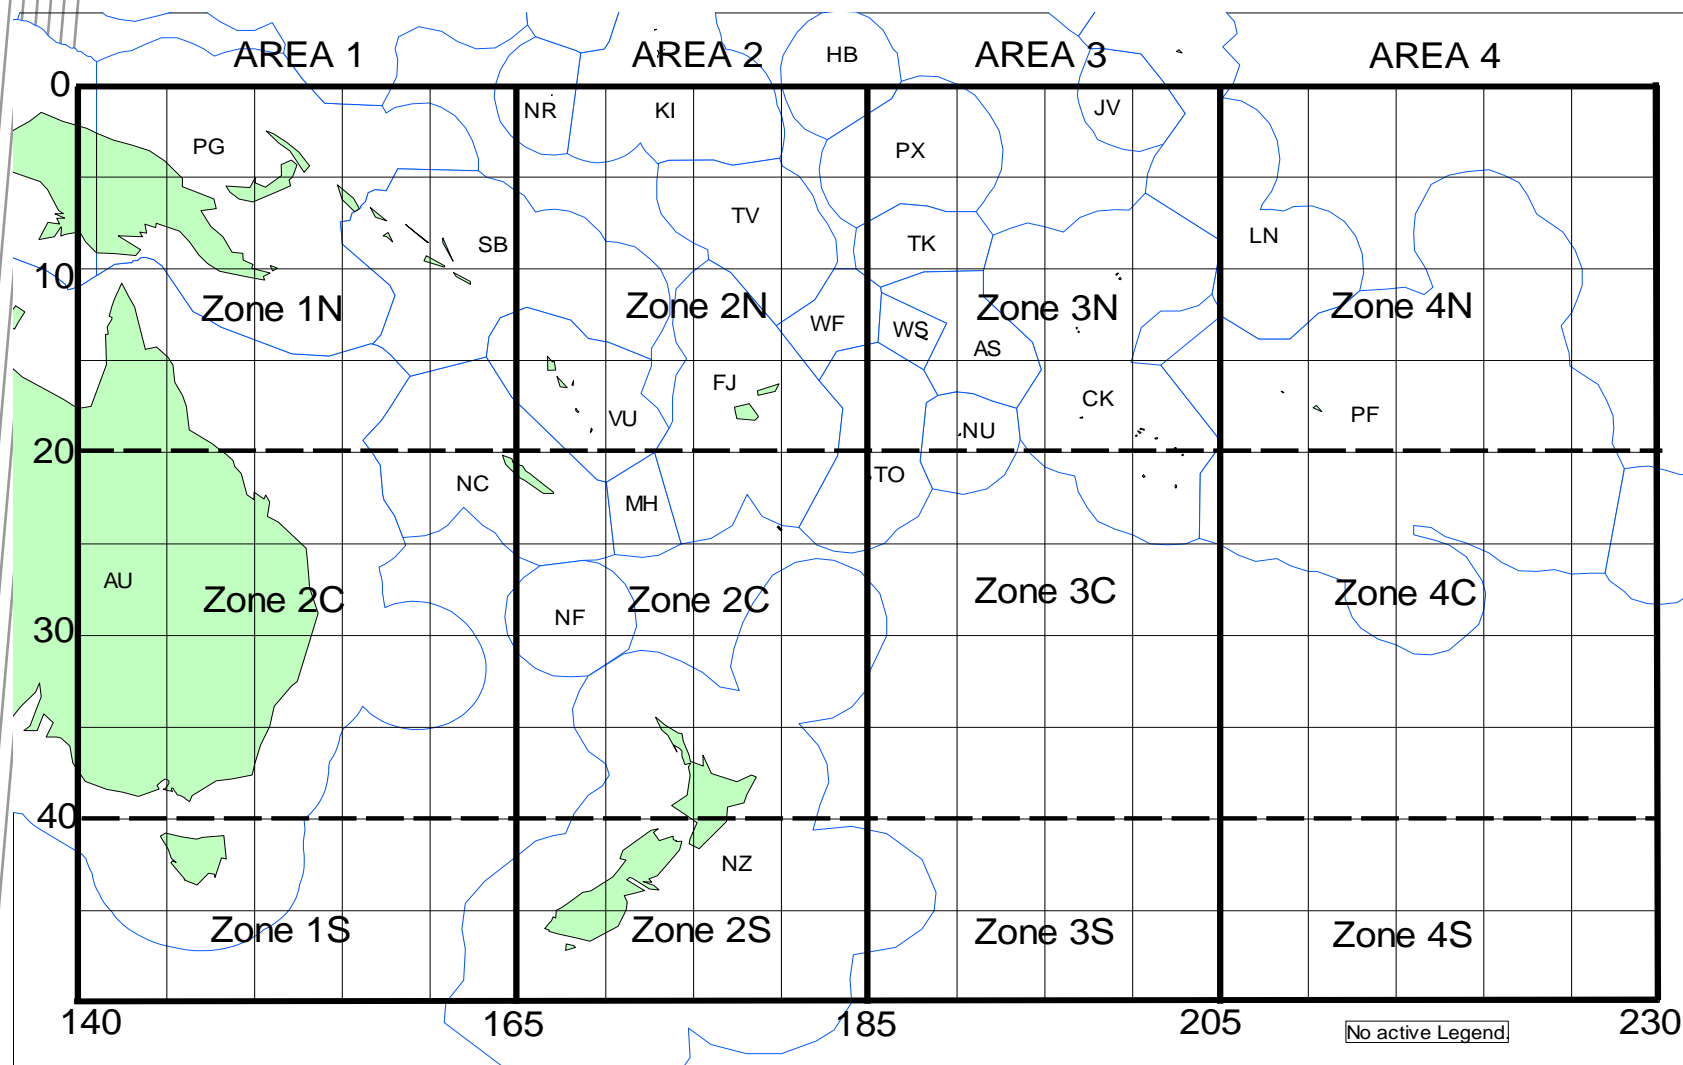 AREA 1 AREA 2 HB AREA 3 AREA 4
0
NR KI JV
PG PX
TV
SB TK LN
10
Zone 1N Zone 2N Zone 3N Zone 4N
WF WS
AS
FJ
CK
VU NU PF
20
NC MH TO
AU
Zone 2C Zone 2C Zone 3C Zone 4C
NF
30
40
NZ
Zone 1S Zone 2S Zone 3S Zone 4S
140 165 185 205 230
No active Legend.